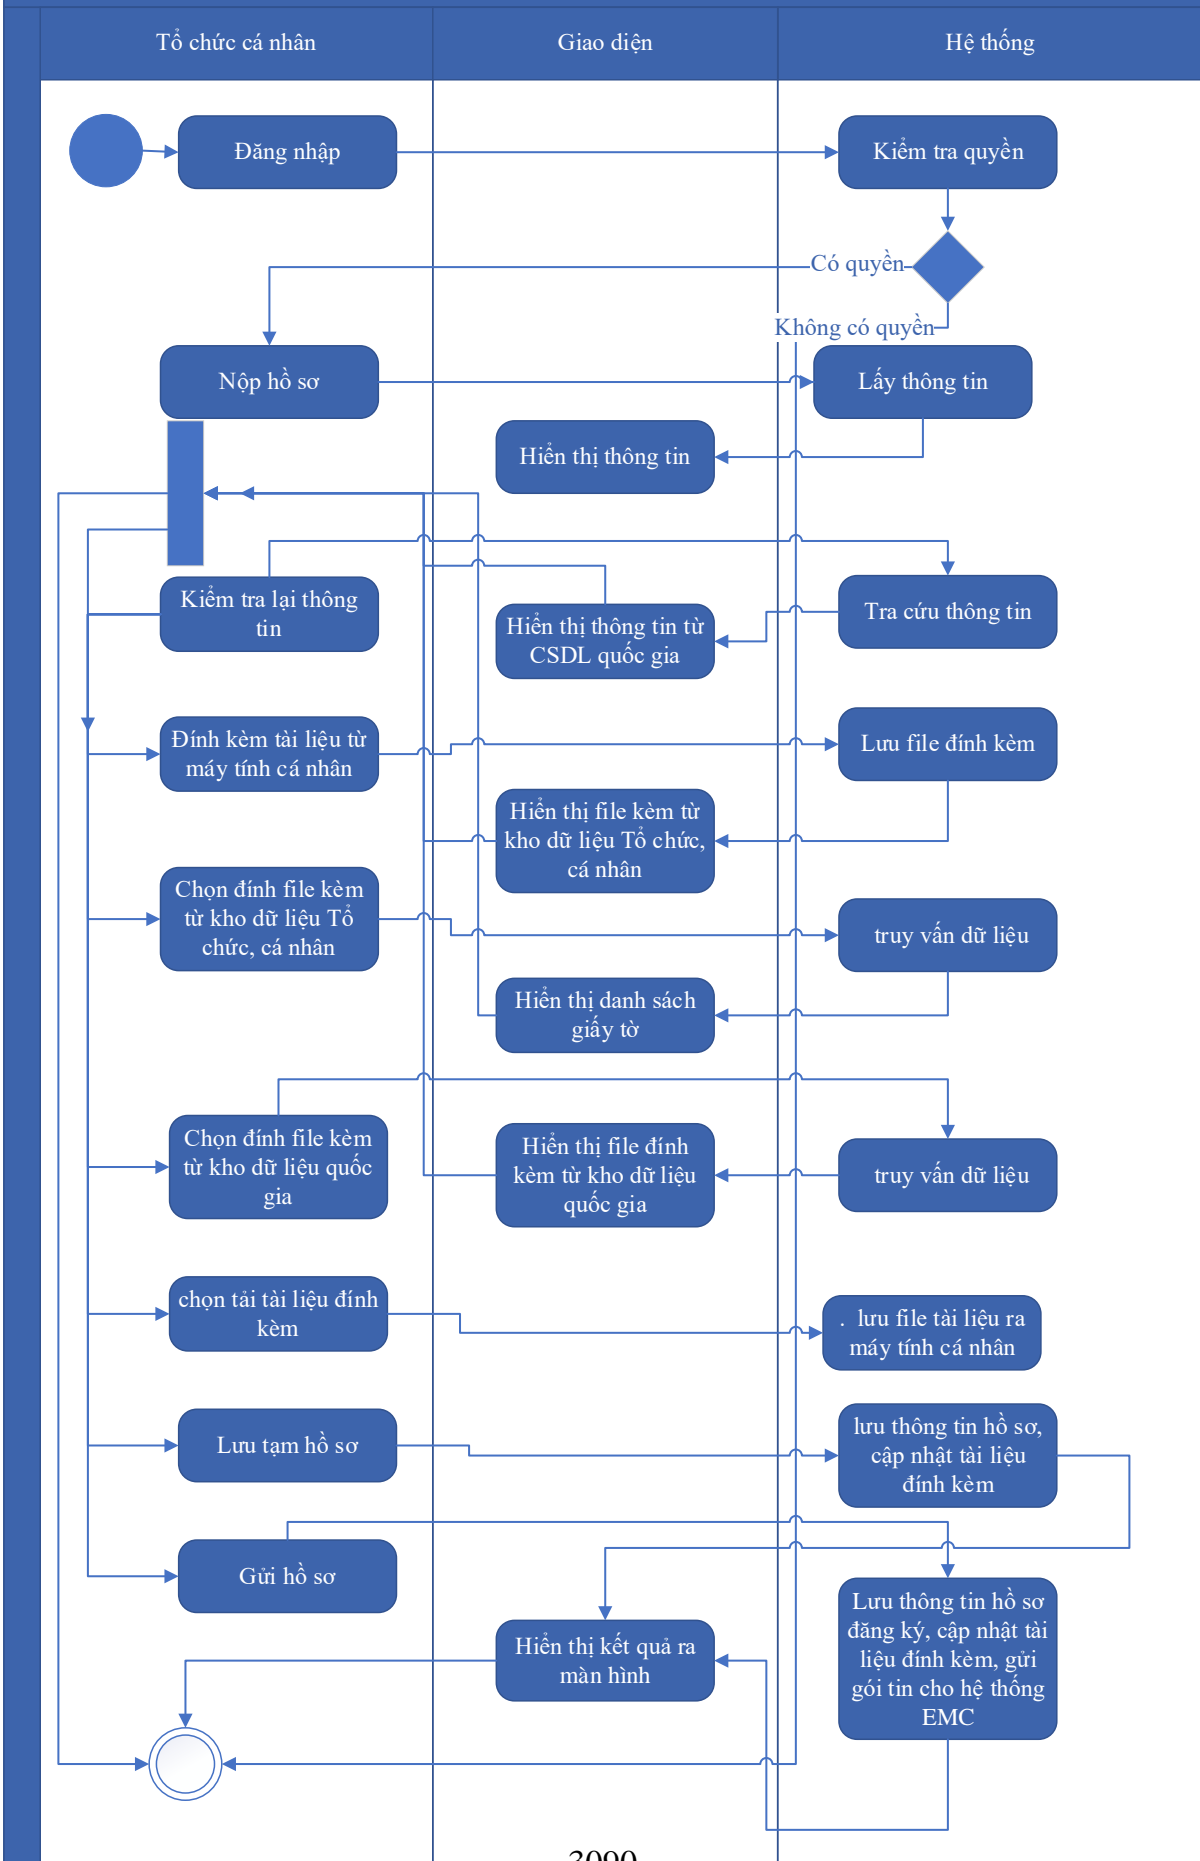 Tổ chức cá nhân
Giao diện
Hệ thống
Đăng nhập
Kiểm tra quyền
Có quyền
Không có quyền
Nộp hồ sơ
Lấy thông tin
Hiển thị thông tin
Kiểm tra lại thông
tin
Hiển thị thông tin từ
CSDL quốc gia
Tra cứu thông tin
Đính kèm tài liệu từ
máy tính cá nhân
Lưu file đính kèm
Hiển thị file kèm từ
kho dữ liệu Tổ chức,
cá nhân
Chọn đính file kèm
từ kho dữ liệu Tổ
chức, cá nhân
truy vấn dữ liệu
Hiển thị danh sách
giấy tờ
Chọn đính file kèm
từ kho dữ liệu quốc
gia
Hiển thị file đính
kèm từ kho dữ liệu
quốc gia
truy vấn dữ liệu
chọn tải tài liệu đính
kèm
. lưu file tài liệu ra
máy tính cá nhân
Lưu tạm hồ sơ
lưu thông tin hồ sơ,
cập nhật tài liệu
đính kèm
Gửi hồ sơ
Hiển thị kết quả ra
màn hình
Lưu thông tin hồ sơ
đăng ký, cập nhật tài
liệu đính kèm, gửi
gói tin cho hệ thống
EMC
3090